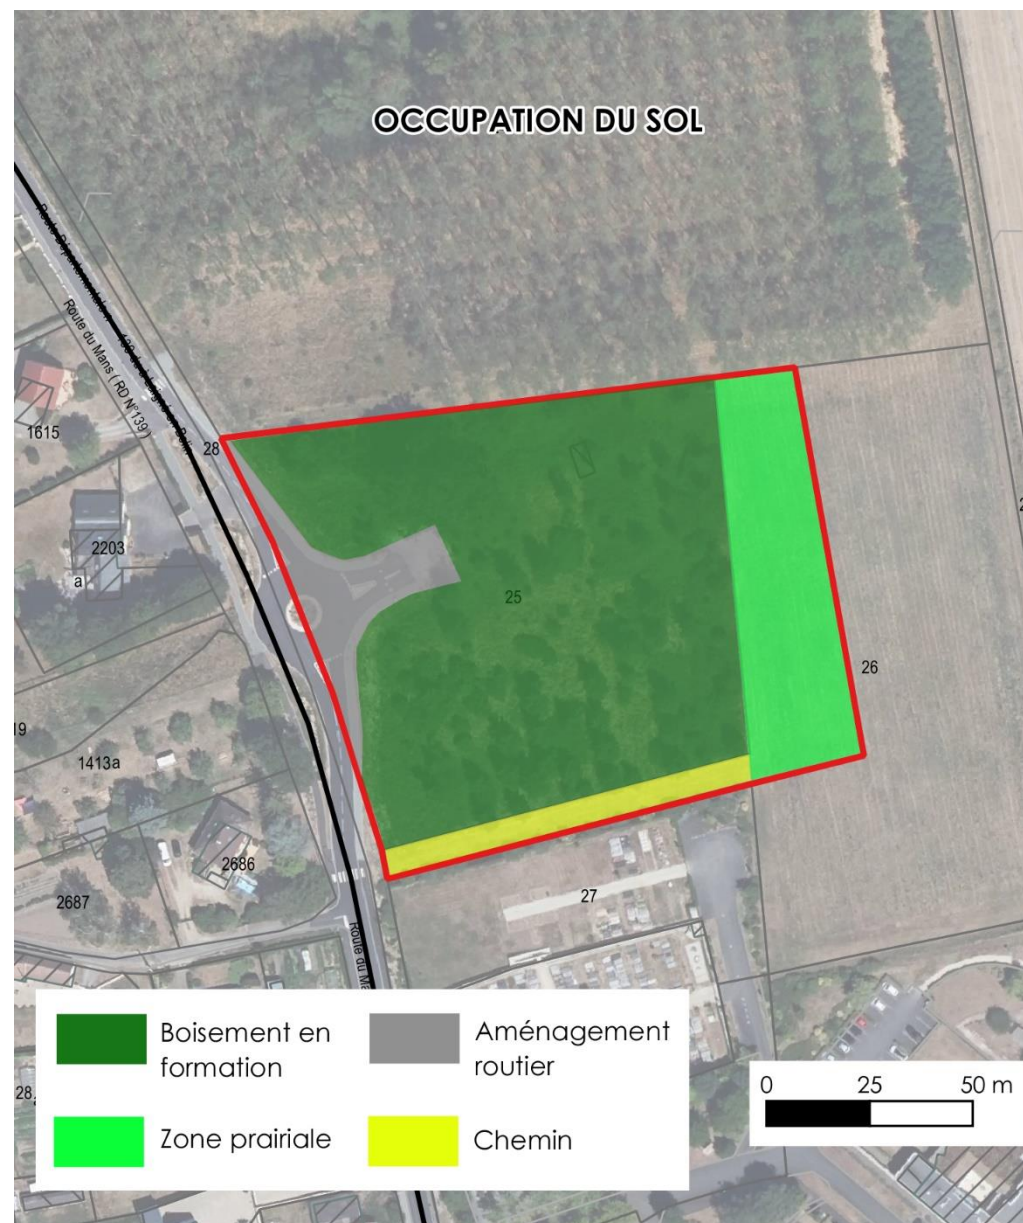 OCCUPATION DU SOL
Route du Mans ( RD N°139 )
1615
28
2203
a
25
26
19
1413a
2686
2687
27
Route du
28
Boisement en
formation
Aménagement
routier
Zone prairiale
Chemin
0 25 50 m